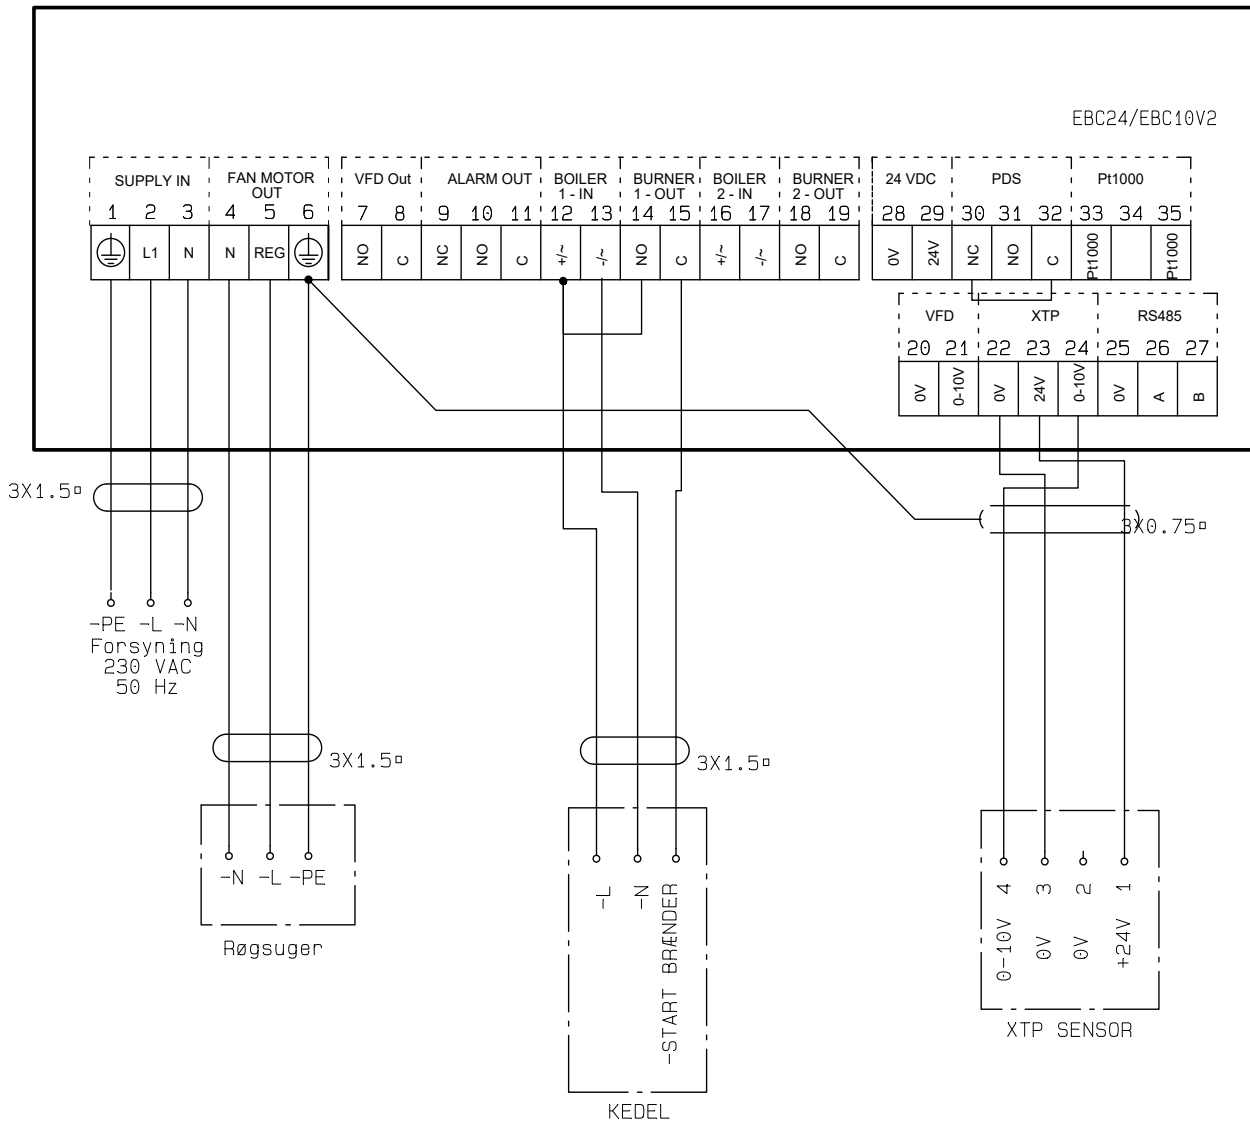 EBC24/EBC10V2
SUPPLY IN
FAN MOTOR
OUT
VFD Out
ALARM OUT
BOILER
1 - IN
BURNER
1 - OUT
BOILER
2 - IN
BURNER
2 - OUT
24 VDC
PDS
Pt1000
1 2 3 4 5 6 7 8 9 10 11 12 13 14 15 16 17 18 19 28 29 30 31 32 33 34 35
L1 N N REG NO C NC NO C +/~ -/~ NO C +/~ -/~ NO C 0V 24V NC NO C Pt1000 Pt1000
VFD
XTP
RS485
20 21 22 23 24 25 26 27
0V 0-10V 0V 24V 0-10V 0V A B
3X1.5▫
3X0.75▫
-PE -L -N
Forsyning
230 VAC
50 Hz
3X1.5▫
3X1.5▫
-N -L -PE
Røgsuger
-L
-N
-START BRÆNDER
KEDEL
4 3 2 1
0-10V 0V 0V +24V
XTP SENSOR